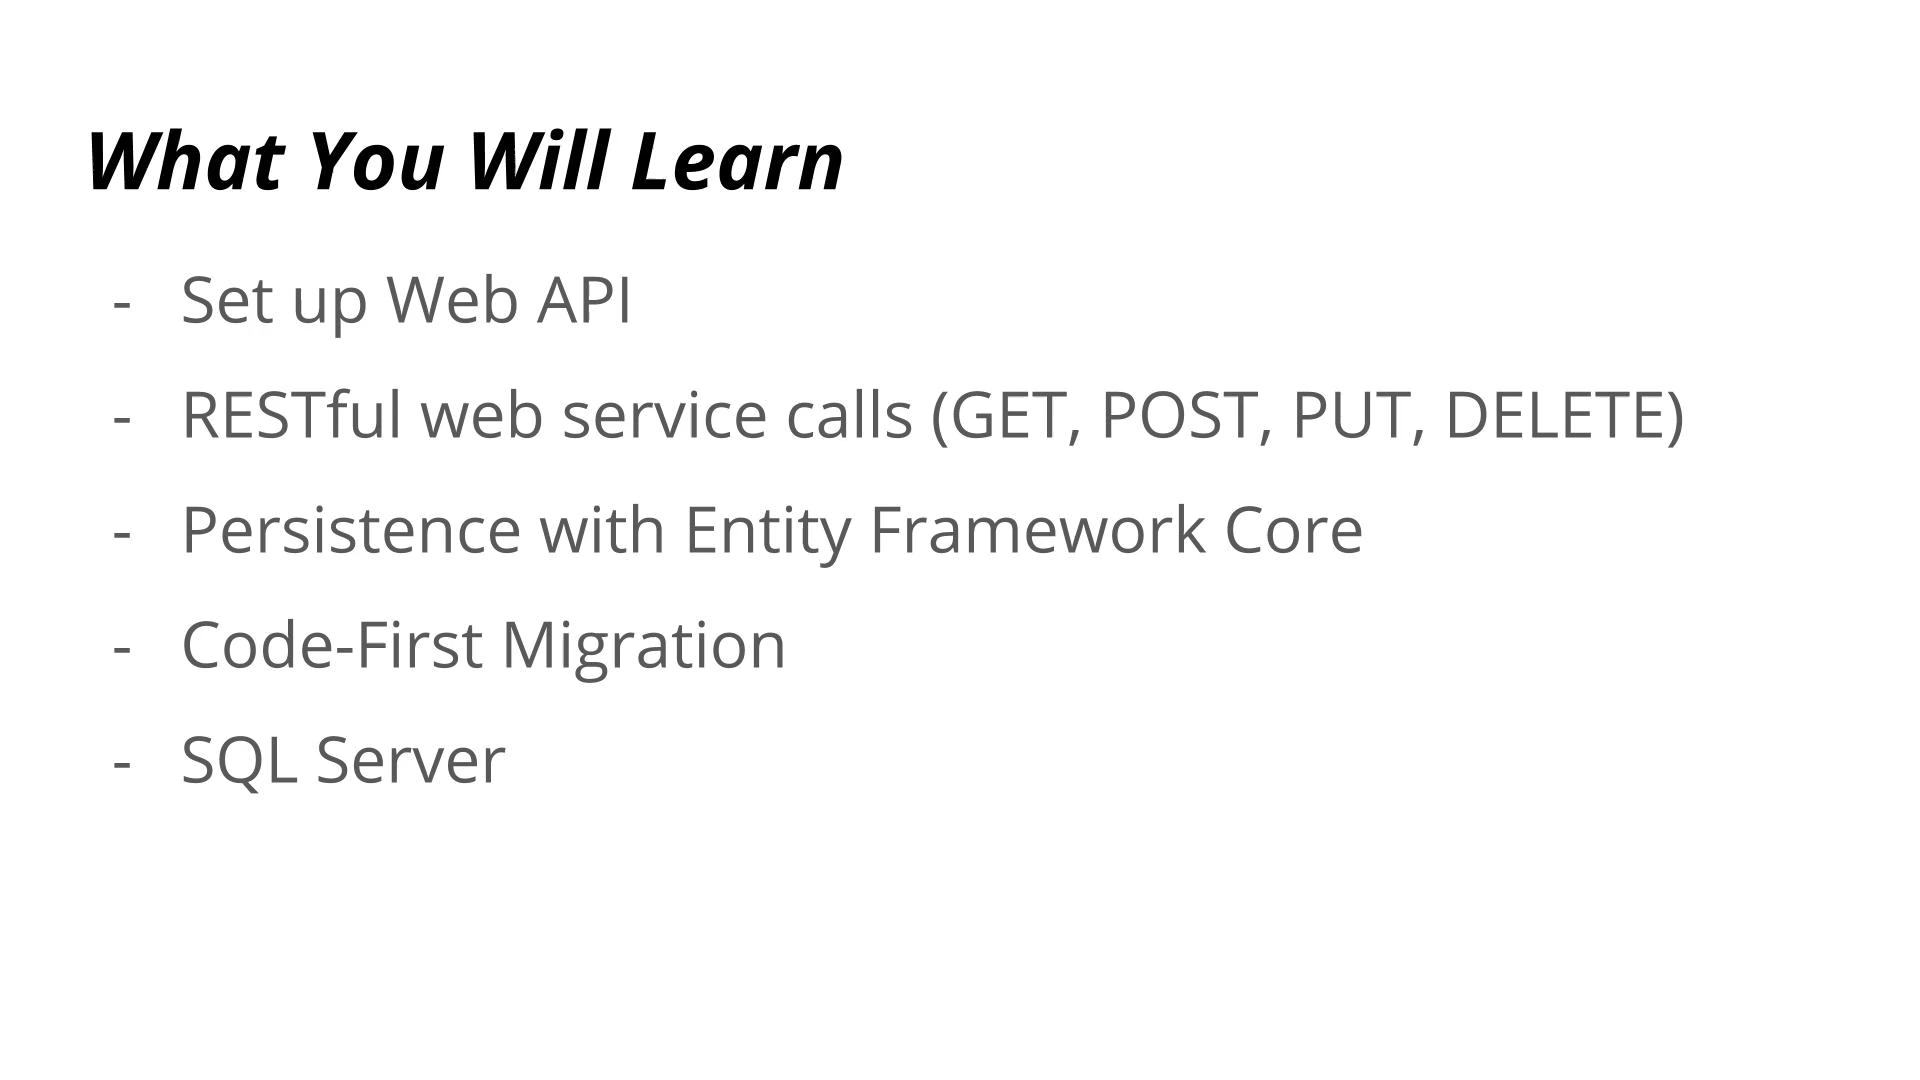 What You Will Learn
- Set up Web API
- RESTful web service calls (GET, POST, PUT, DELETE)
- Persistence with Entity Framework Core
- Code-First Migration
- SQL Server